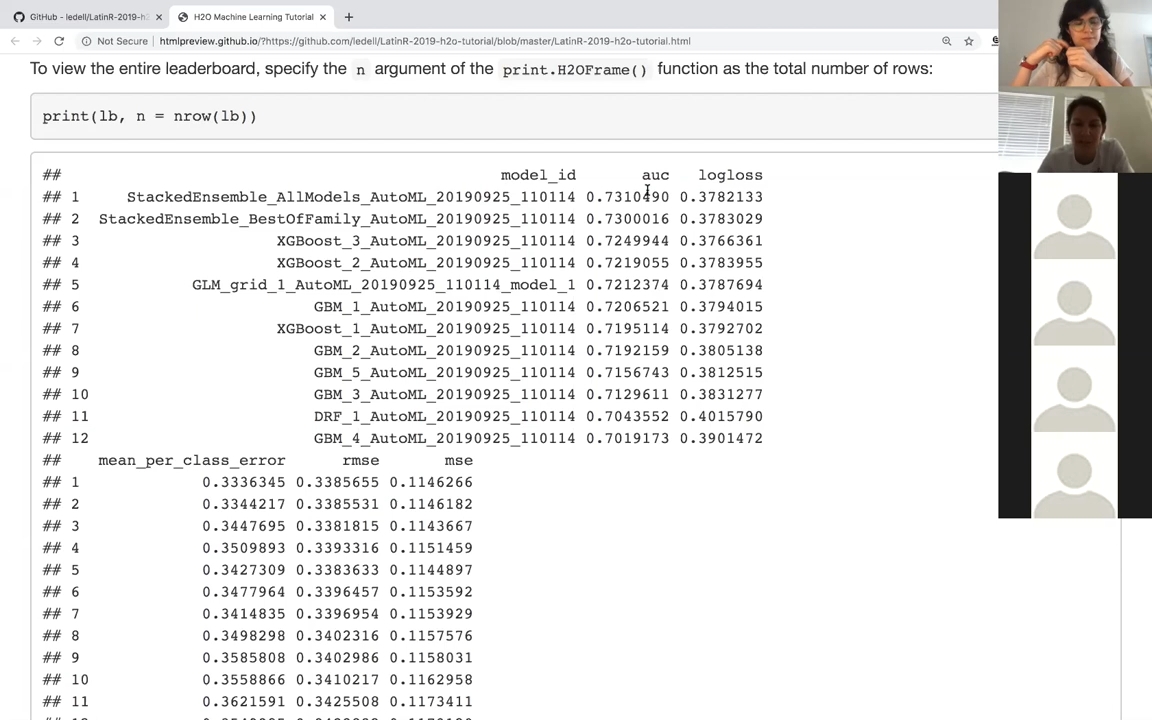 GitHub - ledell/LatinR-2019-h2
H2O Machine Learning Tutorial
Not Secure
htmlpreview.github.io/?https://github.com/ledell/LatinR-2019-h2o-tutorial/blob/master/LatinR-2019-h2o-tutorial.html
To view the entire leaderboard, specify the n argument of the print.H2OFrame() function as the total number of rows:
print(lb, n = nrow(lb))
## model_id auc logloss
## 1 StackedEnsemble_AllModels_AutoML_20190925_110114 0.7310490 0.3782133
## 2 StackedEnsemble_BestOfFamily_AutoML_20190925_110114 0.7300016 0.3783029
## 3 XGBoost_3_AutoML_20190925_110114 0.7249944 0.3766361
## 4 XGBoost_2_AutoML_20190925_110114 0.7219055 0.3783955
## 5 GLM_grid_1_AutoML_20190925_110114_model_1 0.7212374 0.3787694
## 6 GBM_1_AutoML_20190925_110114 0.7206521 0.3794015
## 7 XGBoost_1_AutoML_20190925_110114 0.7195114 0.3792702
## 8 GBM_2_AutoML_20190925_110114 0.7192159 0.3805138
## 9 GBM_5_AutoML_20190925_110114 0.7156743 0.3812515
## 10 GBM_3_AutoML_20190925_110114 0.7129611 0.3831277
## 11 DRF_1_AutoML_20190925_110114 0.7043552 0.4015790
## 12 GBM_4_AutoML_20190925_110114 0.7019173 0.3901472
## mean_per_class_error rmse mse
## 1 0.3336345 0.3385655 0.1146266
## 2 0.3344217 0.3385531 0.1146182
## 3 0.3447695 0.3381815 0.1143667
## 4 0.3509893 0.3393316 0.1151459
## 5 0.3427309 0.3383633 0.1144897
## 6 0.3477964 0.3396457 0.1153592
## 7 0.3414835 0.3396954 0.1153929
## 8 0.3498298 0.3402316 0.1157576
## 9 0.3585808 0.3402986 0.1158031
## 10 0.3558866 0.3410217 0.1162958
## 11 0.3621591 0.3425508 0.1173411